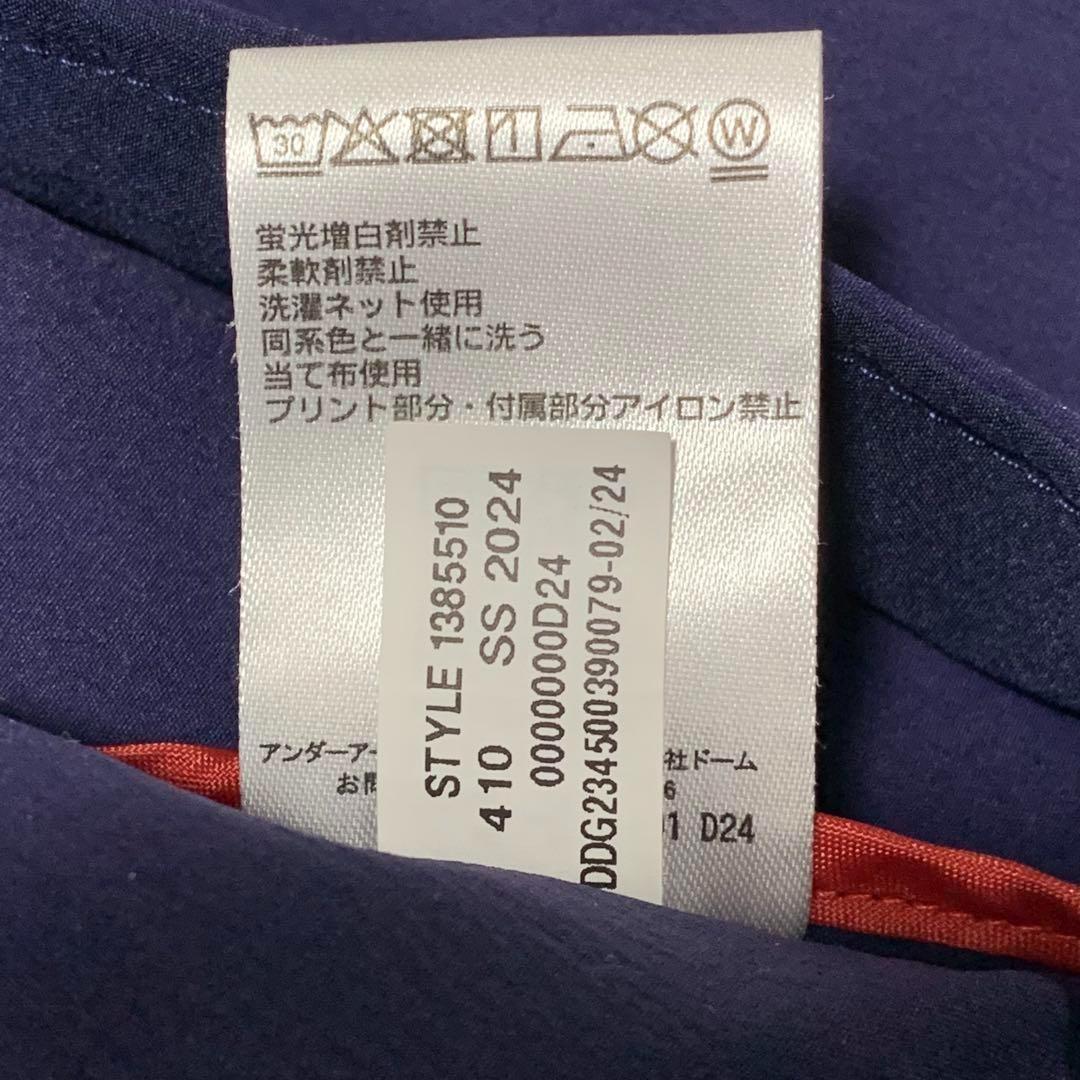 30
1
W
蛍光増白剤禁止
柔軟剤禁止
洗濯ネット使用
同系色と一緒に洗う
当て布使用
プリント部分・付属部分アイロン禁止
STYLE 1385510
410 SS 2024
0000000D24
DDG234500390079-02/24
アンダーアー
社ドーム
お問
6
1 D24